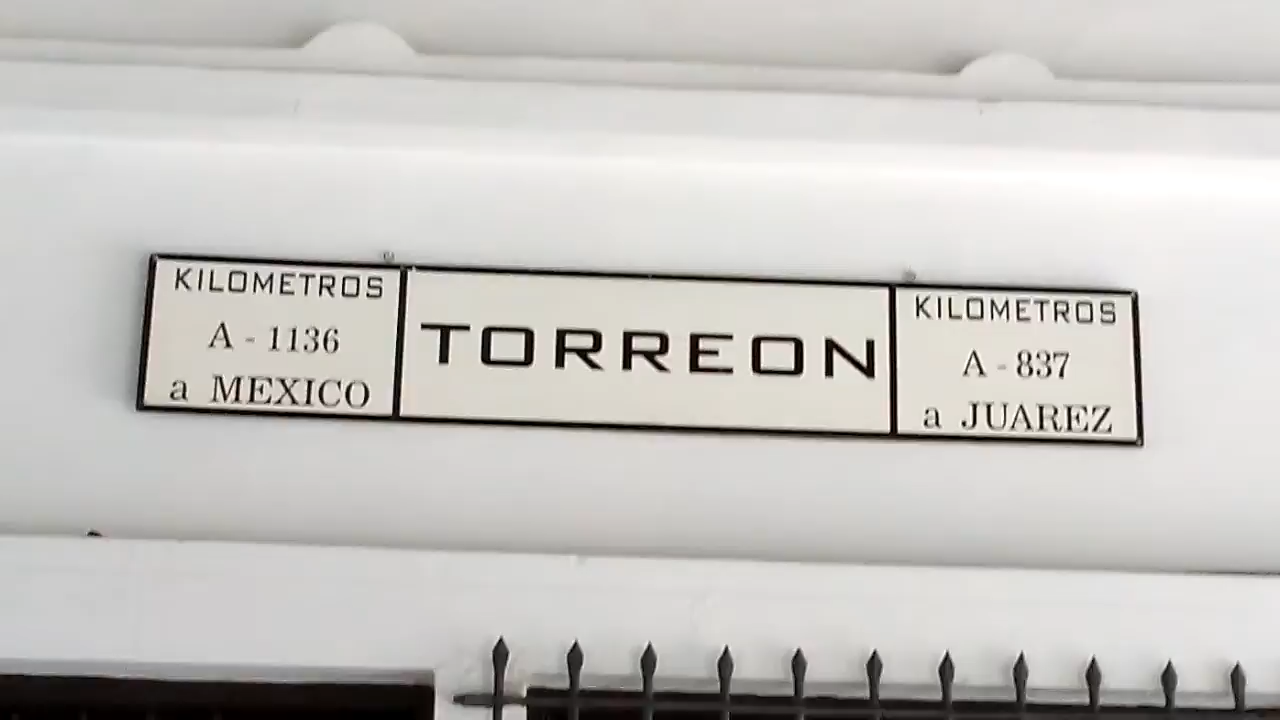 KILOMETROS
A - 1136
a MEXICO
TORREON
KILOMETROS
A - 837
a JUAREZ